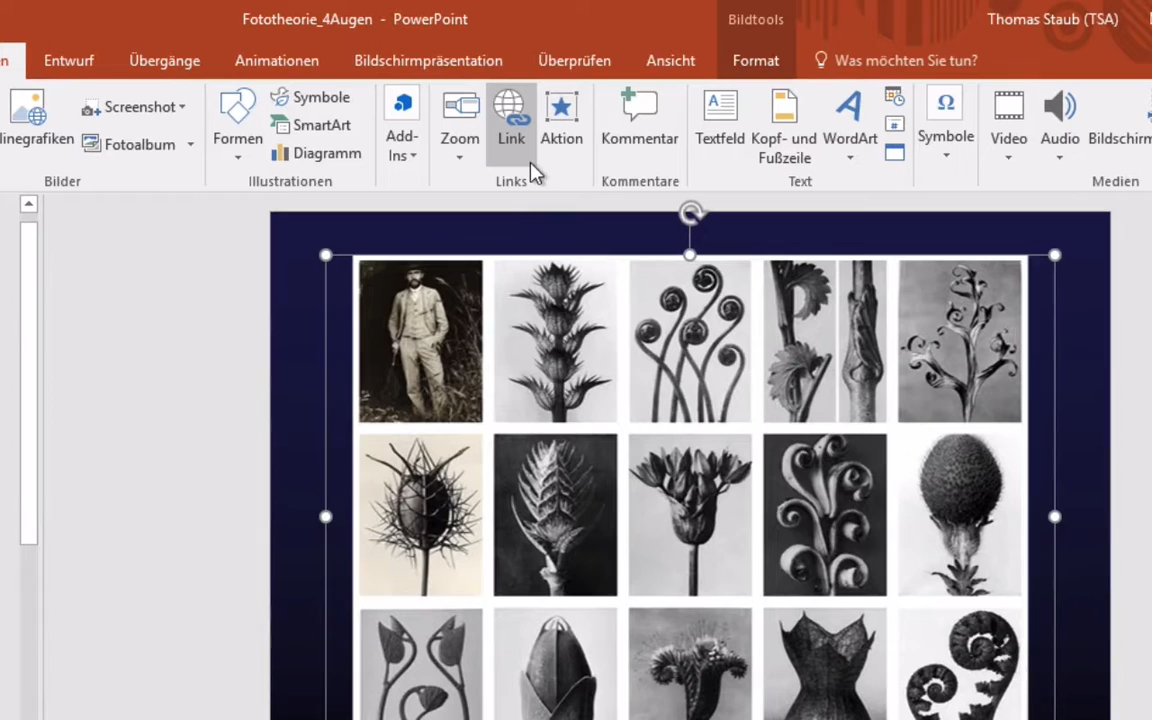 Fototheorie_4Augen - PowerPoint
Bildtools
Thomas Staub (TSA)
Entwurf
Übergänge
Animationen
Bildschirmpräsentation
Überprüfen
Ansicht
Format
Was möchten Sie tun?
Screenshot
Fotoalbum
Formen
Symbole
SmartArt
Diagramm
Add-
Ins
Zoom
Link
Aktion
Kommentar
Textfeld
Kopf- und
Fußzeile
WordArt
Symbole
Video
Audio
Bilder
Illustrationen
Links
Kommentare
Text
Medien